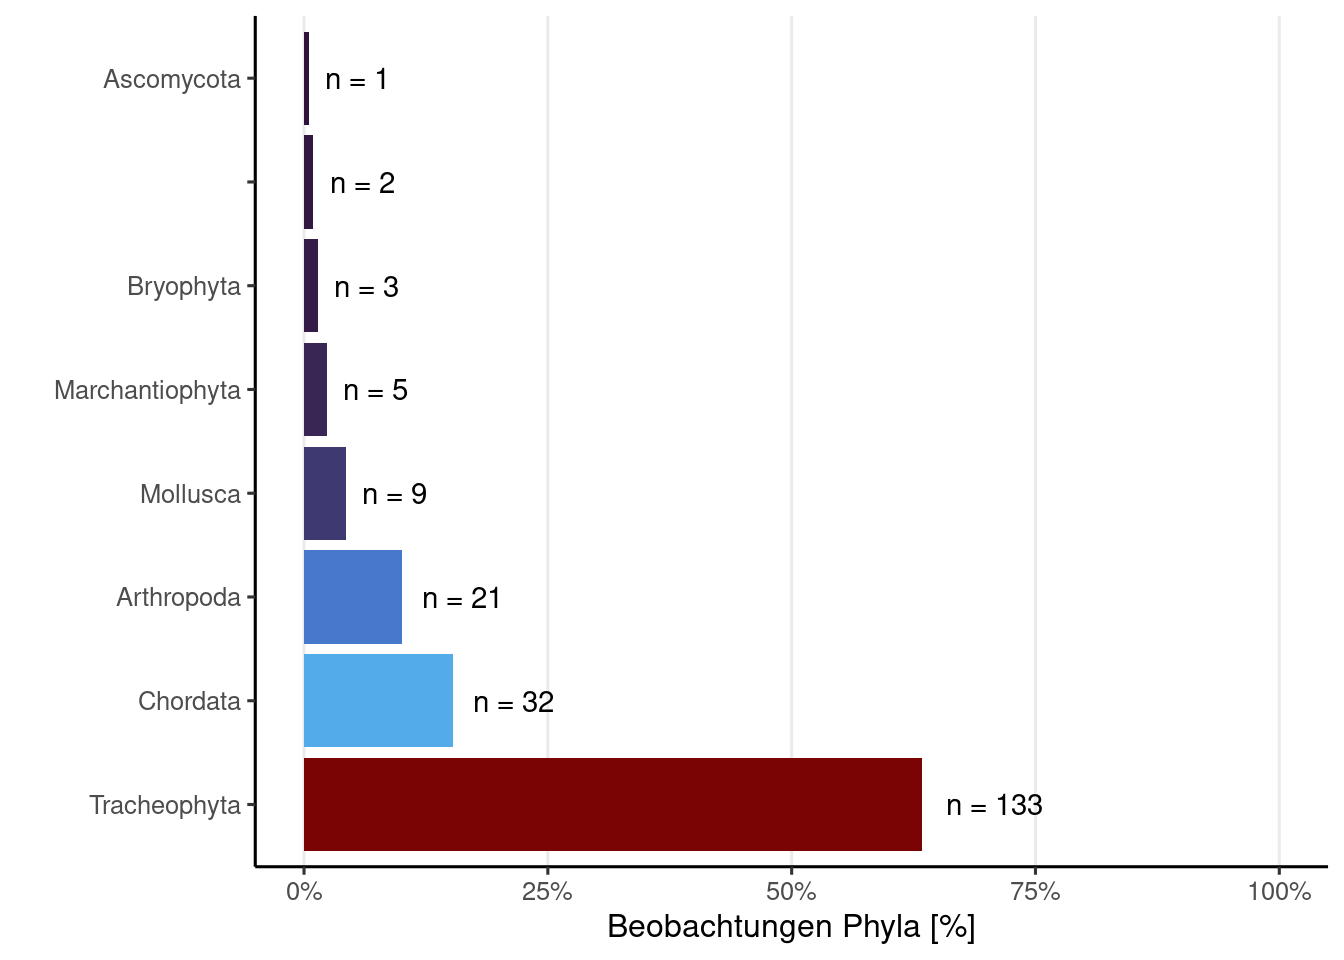 Ascomycota n = 1
n = 2
Bryophyta n = 3
Marchantiophyta n = 5
Mollusca n = 9
Arthropoda n = 21
Chordata n = 32
Tracheophyta n = 133
0% 25% 50% 75% 100%
Beobachtungen Phyla [%]